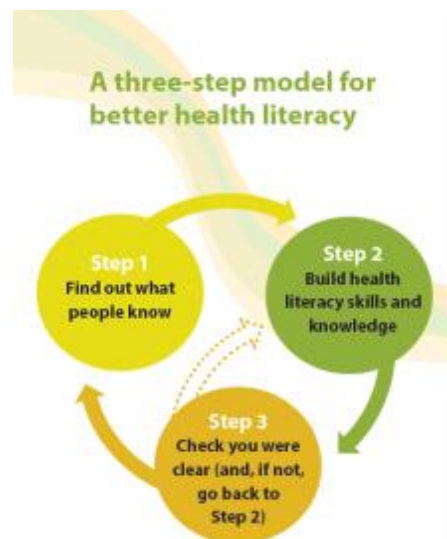 A three-step model for
better health literacy
Step 1
Find out what
people know
Step 2
Build health
literacy skills and
knowledge
Step 3
Check you were
clear (and, if not,
go back to
Step 2)